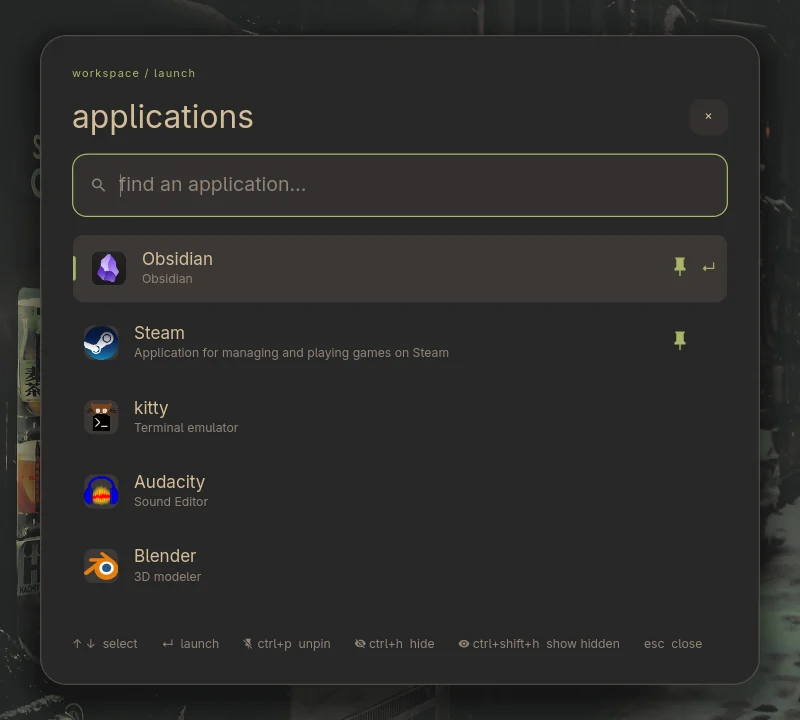 workspace / launch
applications
×
find an application...
Obsidian
Obsidian
Steam
Application for managing and playing games on Steam
kitty
Terminal emulator
Audacity
Sound Editor
Blender
3D modeler
↑ ↓ select ↵ launch ctrl+p unpin ctrl+h hide ctrl+shift+h show hidden esc close
麦茶